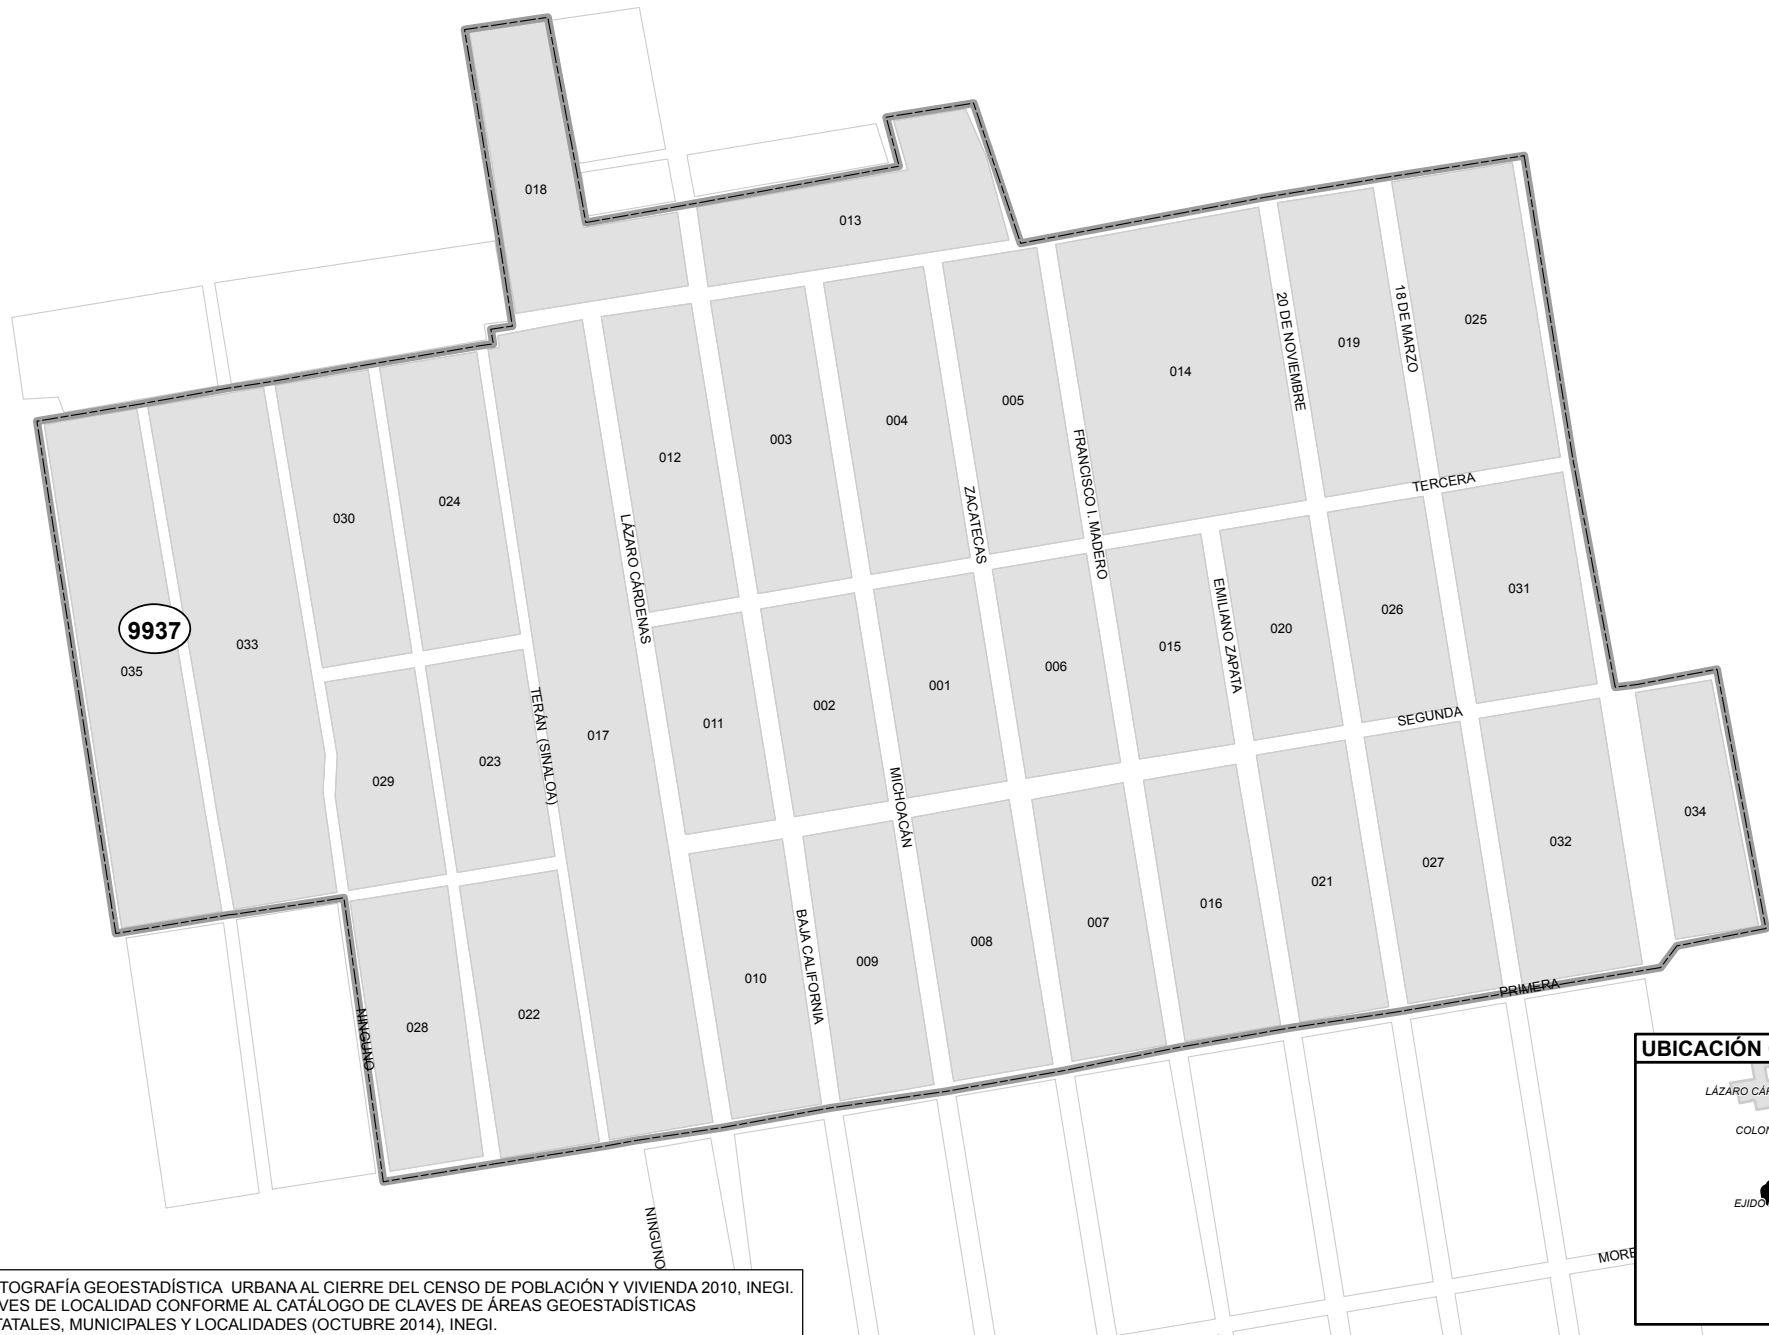 018
013
025
20 DE NOVIEMBRE
18 DE MARZO
019
014
005
004
003
012
024
030
FRANCISCO I. MADERO
ZACATECAS
LÁZARO CÁRDENAS
TERCERA
9937
035
033
031
026
020
EMILIANO ZAPATA
015
006
001
002
011
017
TERÁN (SINALOA)
023
029
SEGUNDA
MICHOACÁN
034
032
027
021
016
007
008
009
BAJA CALIFORNIA
010
022
028
NINGUNO
PRIMERA
UBICACIÓN
LÁZARO CÁR
COLON
EJIDO
NINGUNO
MORE
TOGRAFÍA GEOESTADÍSTICA URBANA AL CIERRE DEL CENSO DE POBLACIÓN Y VIVIENDA 2010, INEGI.
VES DE LOCALIDAD CONFORME AL CATÁLOGO DE CLAVES DE ÁREAS GEOESTADÍSTICAS
TATALES, MUNICIPALES Y LOCALIDADES (OCTUBRE 2014), INEGI.